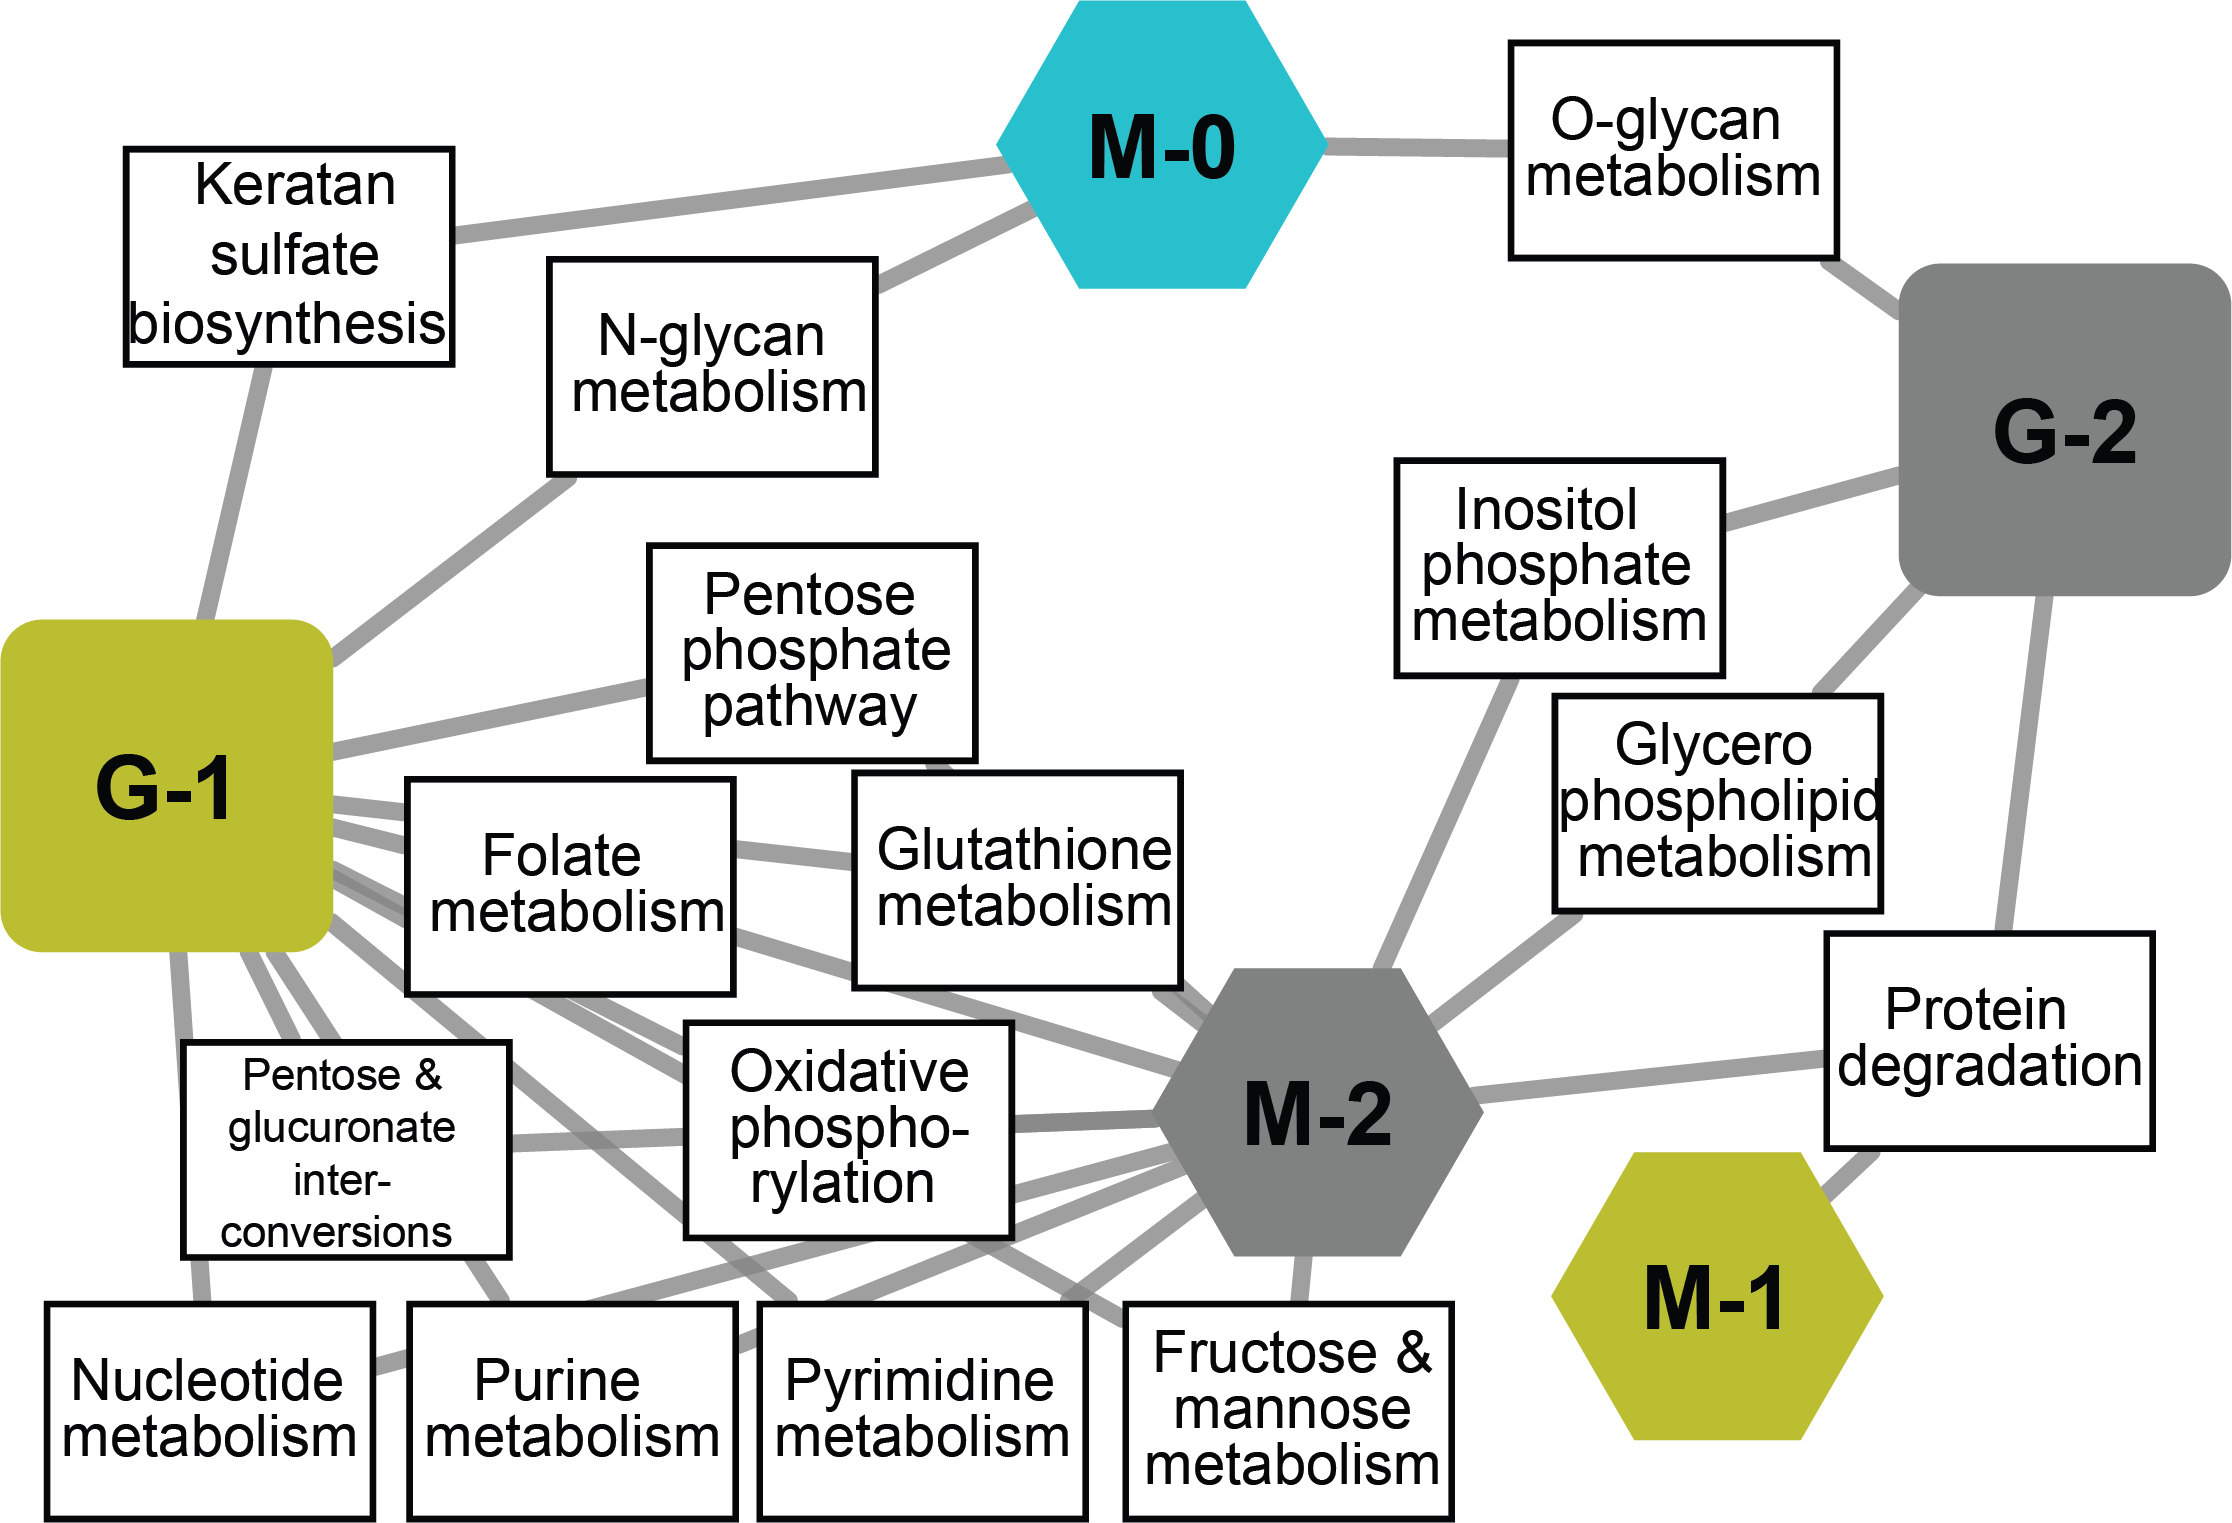 M-0
O-glycan
metabolism
Keratan
sulfate
biosynthesis
N-glycan
metabolism
G-2
Inositol
phosphate
metabolism
Pentose
phosphate
pathway
Glycero
phospholipid
metabolism
G-1
Folate
metabolism
Glutathione
metabolism
Protein
degradation
Pentose &
glucuronate
inter-
conversions
Oxidative
phospho-
rylation
M-2
M-1
Nucleotide
metabolism
Purine
metabolism
Pyrimidine
metabolism
Fructose &
mannose
metabolism